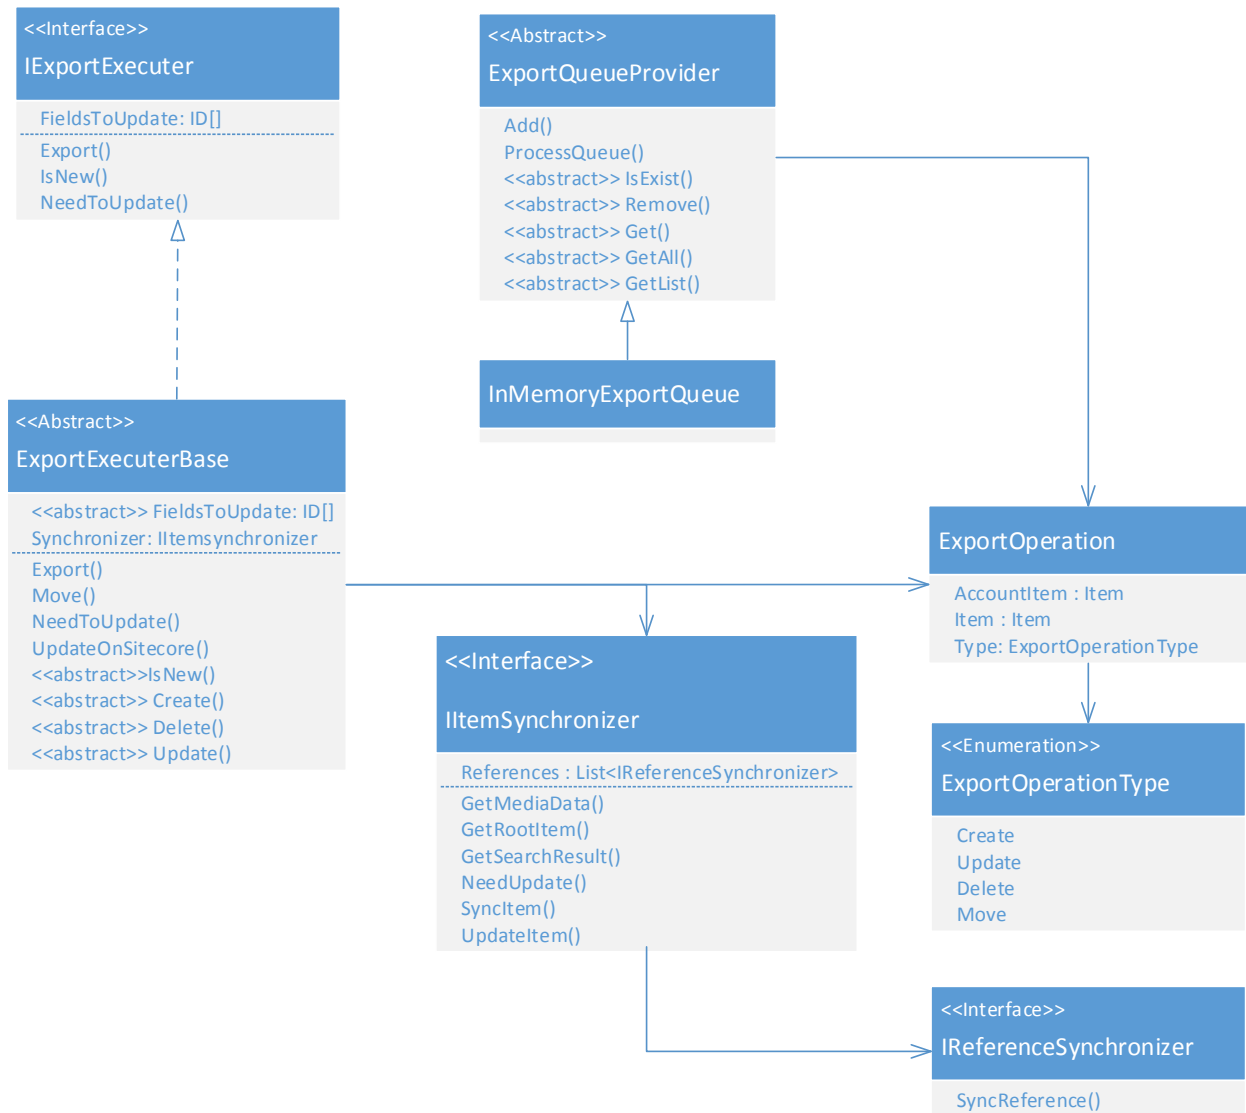 <<Interface>>
IExportExecuter
FieldsToUpdate: ID[]
Export()
IsNew()
NeedToUpdate()
<<Abstract>>
ExportQueueProvider
Add()
ProcessQueue()
<<abstract>> IsExist()
<<abstract>> Remove()
<<abstract>> Get()
<<abstract>> GetAll()
<<abstract>> GetList()
InMemoryExportQueue
<<Abstract>>
ExportExecuterBase
<<abstract>> FieldsToUpdate: ID[]
Synchronizer: IItemsynchronizer
Export()
Move()
NeedToUpdate()
UpdateOnSitecore()
<<abstract>>IsNew()
<<abstract>> Create()
<<abstract>> Delete()
<<abstract>> Update()
ExportOperation
AccountItem : Item
Item : Item
Type: ExportOperationType
<<Interface>>
IItemSynchronizer
References : List<IReferenceSynchronizer>
GetMediaData()
GetRootItem()
GetSearchResult()
NeedUpdate()
SyncItem()
UpdateItem()
<<Enumeration>>
ExportOperationType
Create
Update
Delete
Move
<<Interface>>
IReferenceSynchronizer
SyncReference()